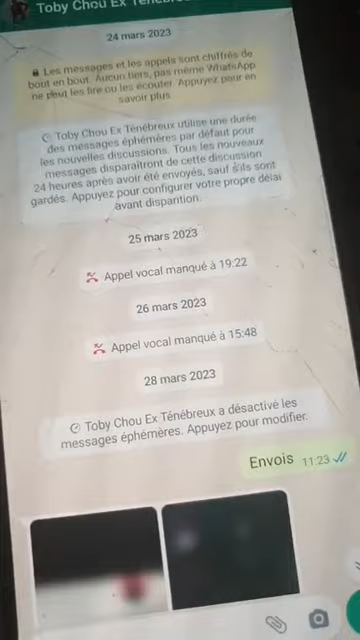 Toby Chou Ex Ténébreux
24 mars 2023
Les messages et les appels sont chiffrés de
bout en bout. Aucun tiers, pas même WhatsApp
ne peut les lire ou les écouter. Appuyez pour en
savoir plus.
Toby Chou Ex Ténébreux utilise une durée
des messages éphémères par défaut pour
les nouvelles discussions. Tous les nouveaux
messages disparaîtront de cette discussion
24 heures après avoir été envoyés, sauf s'ils sont
gardés. Appuyez pour configurer votre propre délai
avant disparition.
25 mars 2023
Appel vocal manqué à 19:22
26 mars 2023
Appel vocal manqué à 15:48
28 mars 2023
Toby Chou Ex Ténébreux a désactivé les
messages éphémères. Appuyez pour modifier.
Envois 11:23